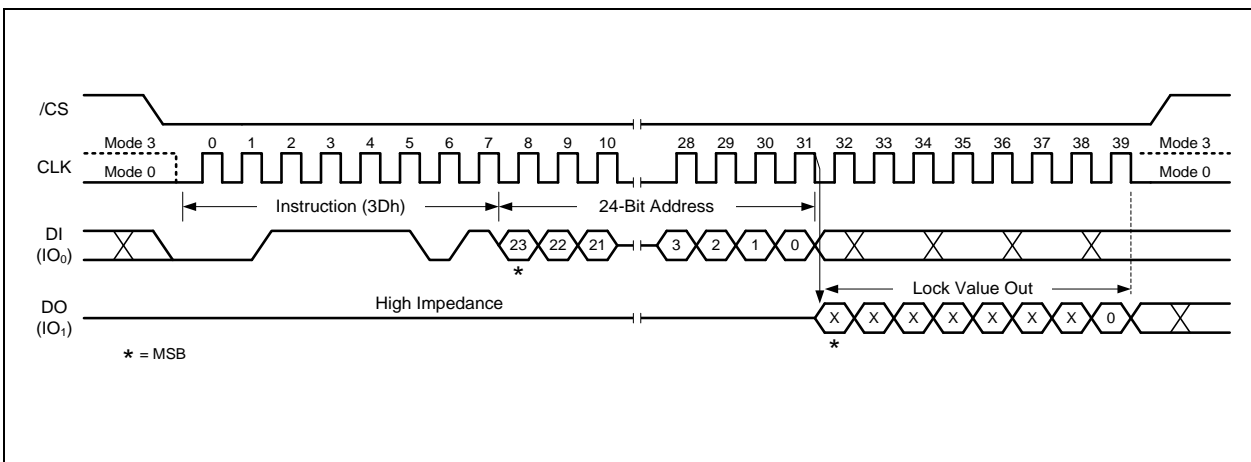 /CS
Mode 3 0 1 2 3 4 5 6 7 8 9 10 28 29 30 31 32 33 34 35 36 37 38 39 Mode 3
CLK
Mode 0 Mode 0
Instruction (3Dh) 24-Bit Address
DI
(IO₀)
23 22 21 3 2 1 0
*
Lock Value Out
High Impedance
DO
(IO₁)
X X X X X X X 0
*
* = MSB